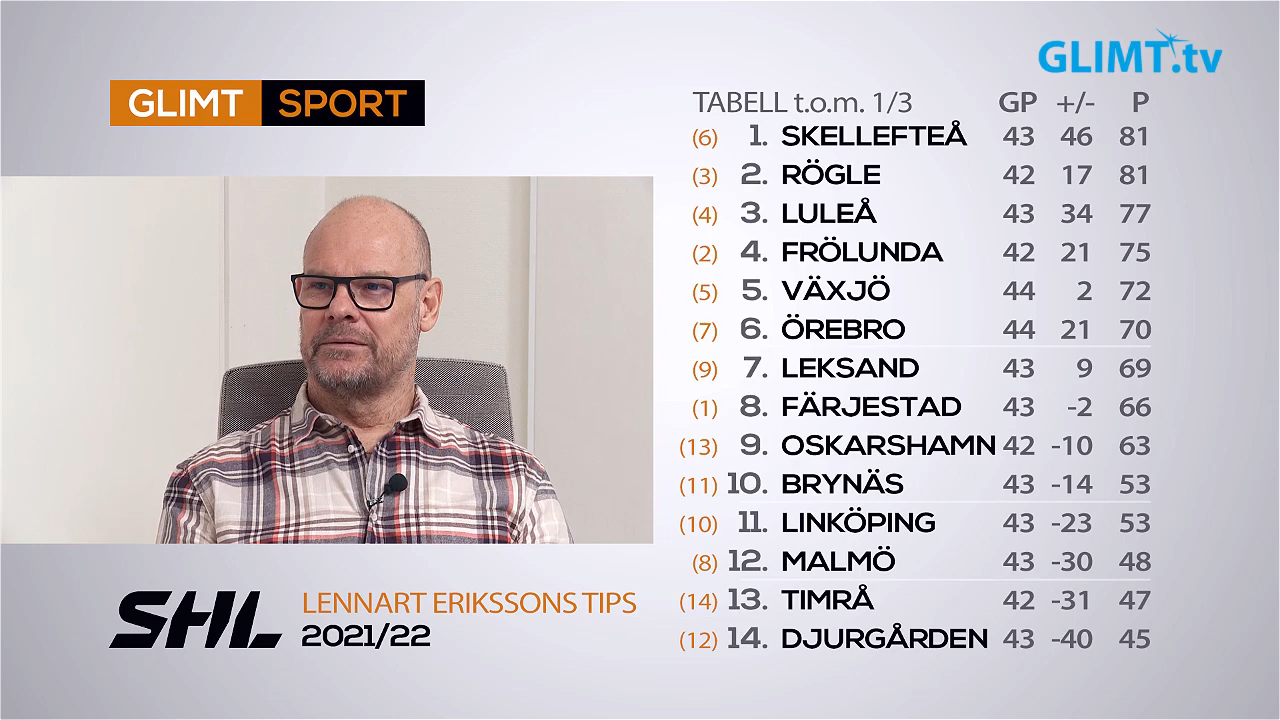 GLIMT.tv
GLIMT SPORT
TABELL t.o.m. 1/3 GP +/- P
(6) 1. SKELLEFTEÅ 43 46 81
(3) 2. RÖGLE 42 17 81
(4) 3. LULEÅ 43 34 77
(2) 4. FRÖLUNDA 42 21 75
(5) 5. VÄXJÖ 44 2 72
(7) 6. ÖREBRO 44 21 70
(9) 7. LEKSAND 43 9 69
(1) 8. FÄRJESTAD 43 -2 66
(13) 9. OSKARSHAMN 42 -10 63
(11) 10. BRYNÄS 43 -14 53
(10) 11. LINKÖPING 43 -23 53
(8) 12. MALMÖ 43 -30 48
(14) 13. TIMRÅ 42 -31 47
(12) 14. DJURGÅRDEN 43 -40 45
SHL
LENNART ERIKSSONS TIPS
2021/22